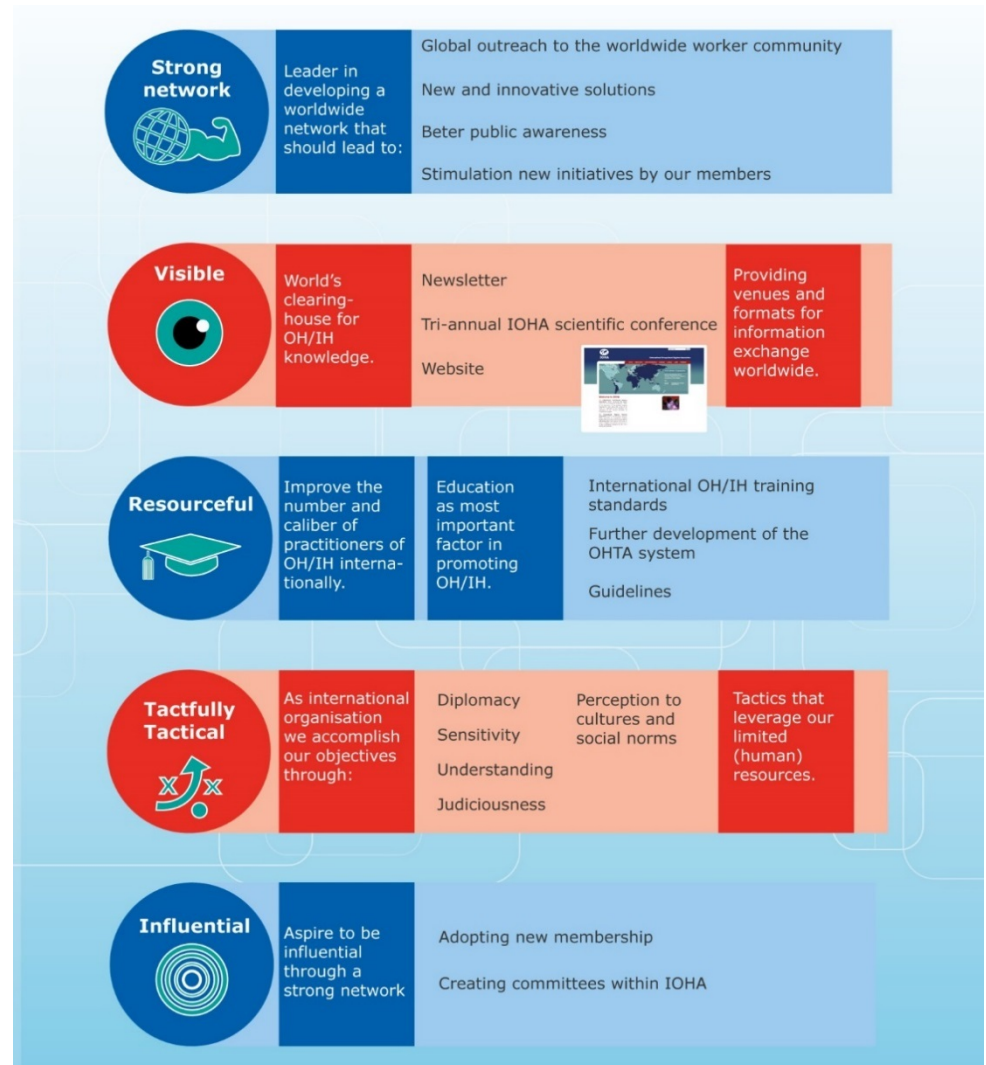 Strong
network
Leader in
developing a
worldwide
network that
should lead to:
Global outreach to the worldwide worker community
New and innovative solutions
Beter public awareness
Stimulation new initiatives by our members
Visible
World's
clearing-
house for
OH/IH
knowledge.
Newsletter
Tri-annual IOHA scientific conference
Website
Providing
venues and
formats for
information
exchange
worldwide.
Resourceful
Improve the
number and
caliber of
practitioners of
OH/IH interna-
tionally.
Education
as most
important
factor in
promoting
OH/IH.
International OH/IH training
standards
Further development of the
OHTA system
Guidelines
Tactfully
Tactical
X X
As international
organisation
we accomplish
our objectives
through:
Diplomacy
Sensitivity
Understanding
Judiciousness
Perception to
cultures and
social norms
Tactics that
leverage our
limited
(human)
resources.
Influential
Aspire to be
influential
through a
strong network
Adopting new membership
Creating committees within IOHA